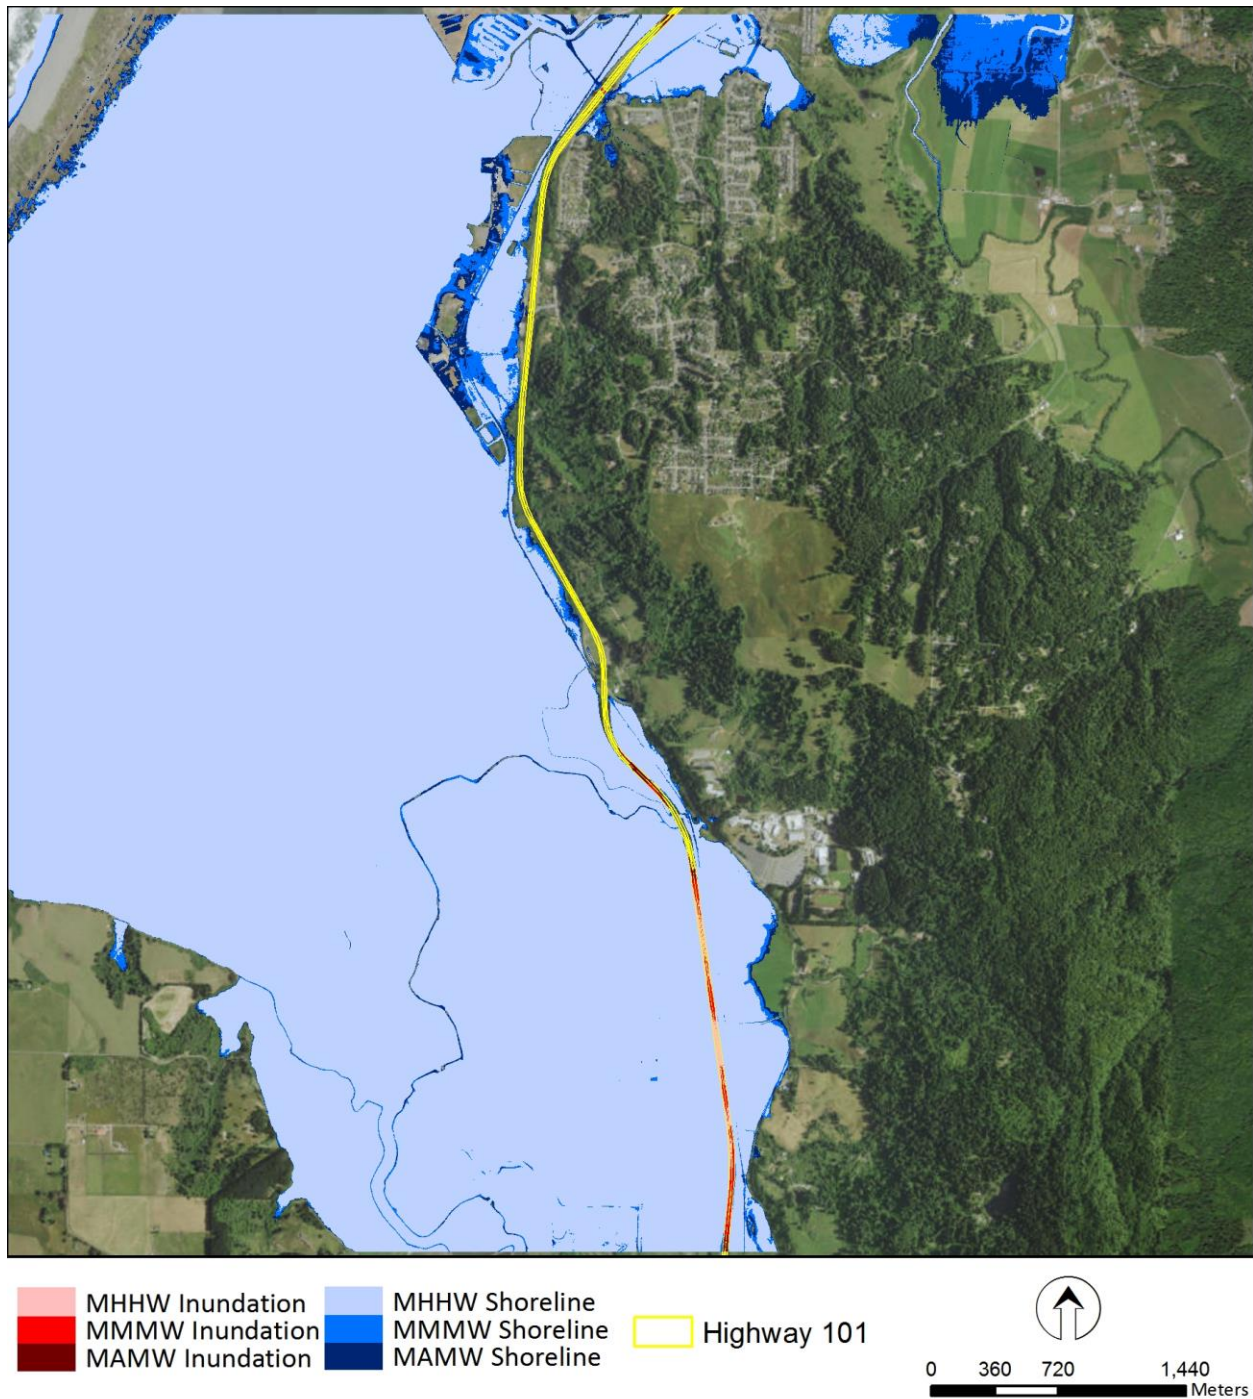 MHHW Inundation
MMMW Inundation
MAMW Inundation
MHHW Shoreline
MMMW Shoreline
MAMW Shoreline
Highway 101
0 360 720 1,440
Meters